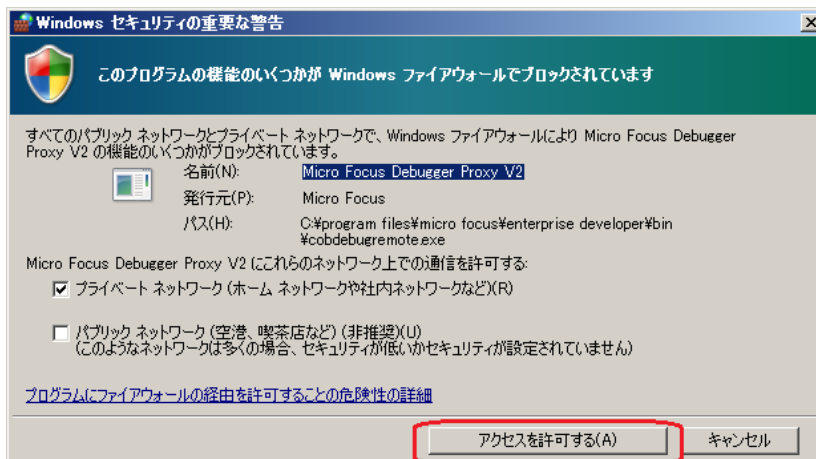 Windows セキュリティの重要な警告
このプログラムの機能のいくつかが Windows ファイアウォールでブロックされています
すべてのパブリック ネットワークとプライベート ネットワークで、Windows ファイアウォールにより Micro Focus Debugger
Proxy V2 の機能のいくつかがブロックされています。
名前(N): Micro Focus Debugger Proxy V2
発行元(P): Micro Focus
パス(H): C:¥program files¥micro focus¥enterprise developer¥bin
¥cobdebugremote.exe
Micro Focus Debugger Proxy V2 にこれらのネットワーク上での通信を許可する:
プライベート ネットワーク (ホーム ネットワークや社内ネットワークなど)(R)
パブリック ネットワーク (空港、喫茶店など) (非推奨)(U)
(このようなネットワークは多くの場合、セキュリティが低いかセキュリティが設定されていません)
プログラムにファイアウォールの経由を許可することの危険性の詳細
アクセスを許可する(A) キャンセル